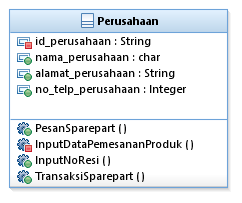 Perusahaan
id_perusahaan : String
nama_perusahaan : char
alamat_perusahaan : String
no_telp_perusahaan : Integer
PesanSparepart ( )
InputDataPemesananProduk ( )
InputNoResi ( )
TransaksiSparepart ( )